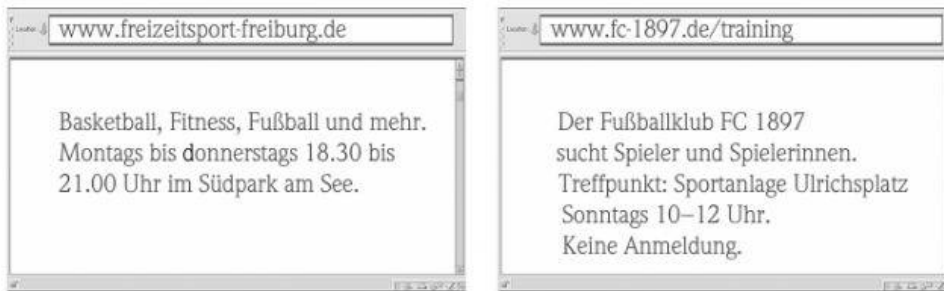 www.freizeitsport-freiburg.de
Basketball, Fitness, Fußball und mehr.
Montags bis donnerstags 18.30 bis
21.00 Uhr im Südpark am See.
www.fc-1897.de/training
Der Fußballklub FC 1897
sucht Spieler und Spielerinnen.
Treffpunkt: Sportanlage Ulrichsplatz
Sonntags 10–12 Uhr.
Keine Anmeldung.